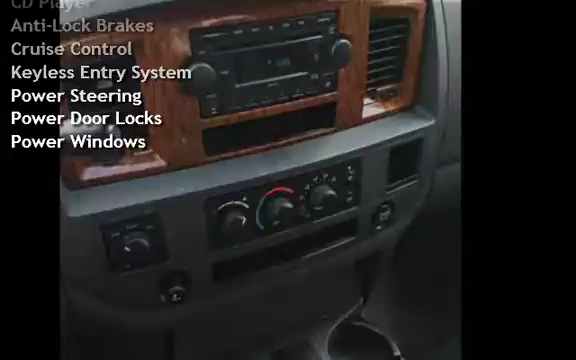 CD Player
Anti-Lock Brakes
Cruise Control
Keyless Entry System
Power Steering
Power Door Locks
Power Windows